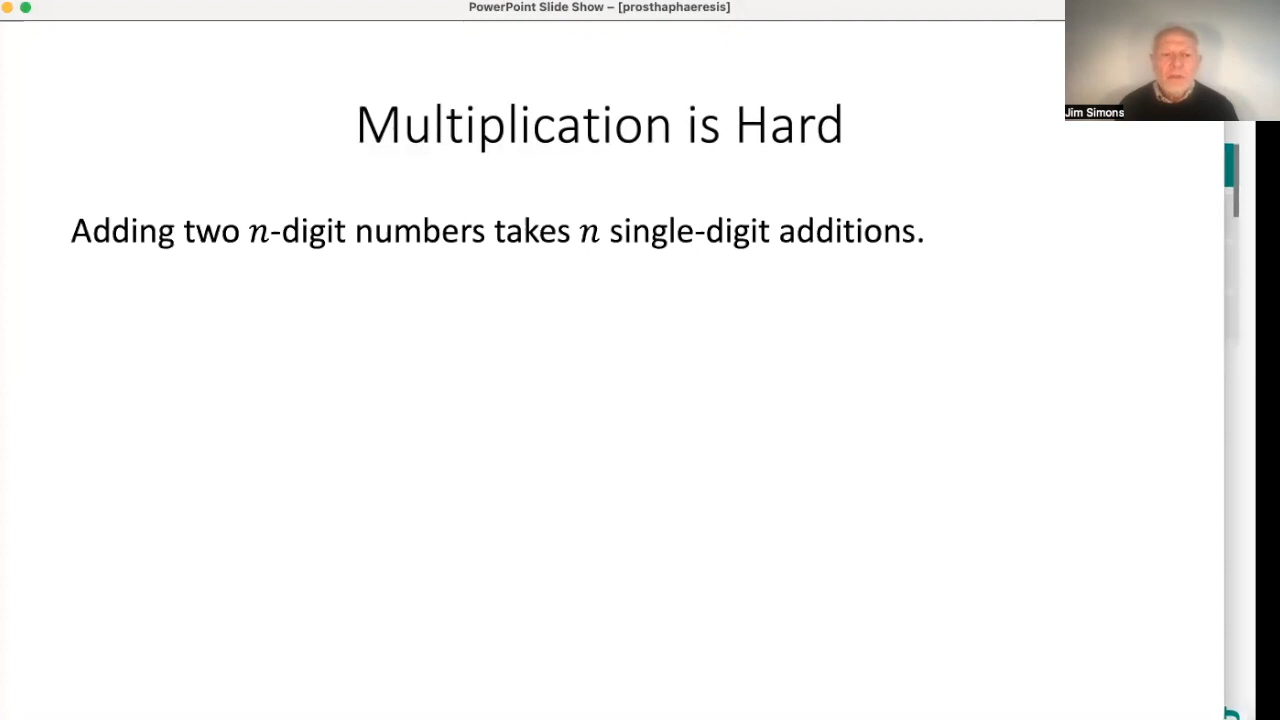 PowerPoint Slide Show – [prosthaphaeresis]
Jim Simons
Multiplication is Hard
Adding two n-digit numbers takes n single-digit additions.